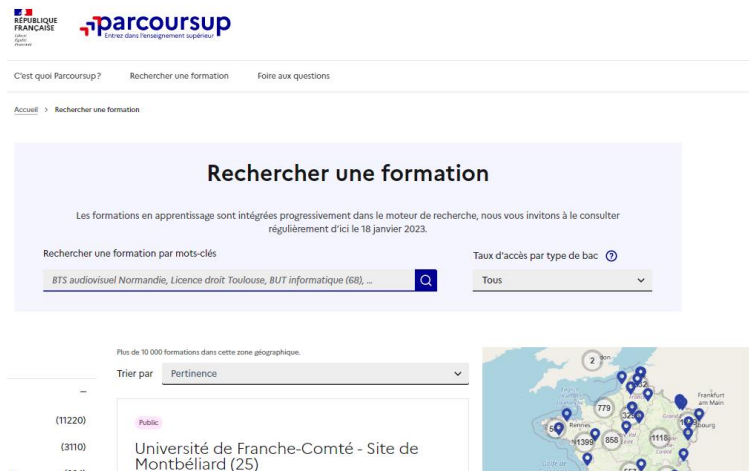 RÉPUBLIQUE
FRANÇAISE
Liberté
Égalité
Fraternité
parcoursup
Entrez dans l'enseignement supérieur
C'est quoi Parcoursup?
Rechercher une formation
Foire aux questions
Accueil > Rechercher une formation
Rechercher une formation
Les formations en apprentissage sont intégrées progressivement dans le moteur de recherche, nous vous invitons à le consulter
régulièrement d'ici le 18 janvier 2023.
Rechercher une formation par mots-clés
Taux d'accès par type de bac
BTS audiovisuel Normandie, Licence droit Toulouse, BUT informatique (68), ...
Tous
Plus de 10 000 formations dans cette zone géographique.
Trier par
Pertinence
–
(11220)
(3110)
Public
Université de Franche-Comté - Site de
Montbéliard (25)
2
Frankfurt
am Main
779
Rennes
1399
858
1118